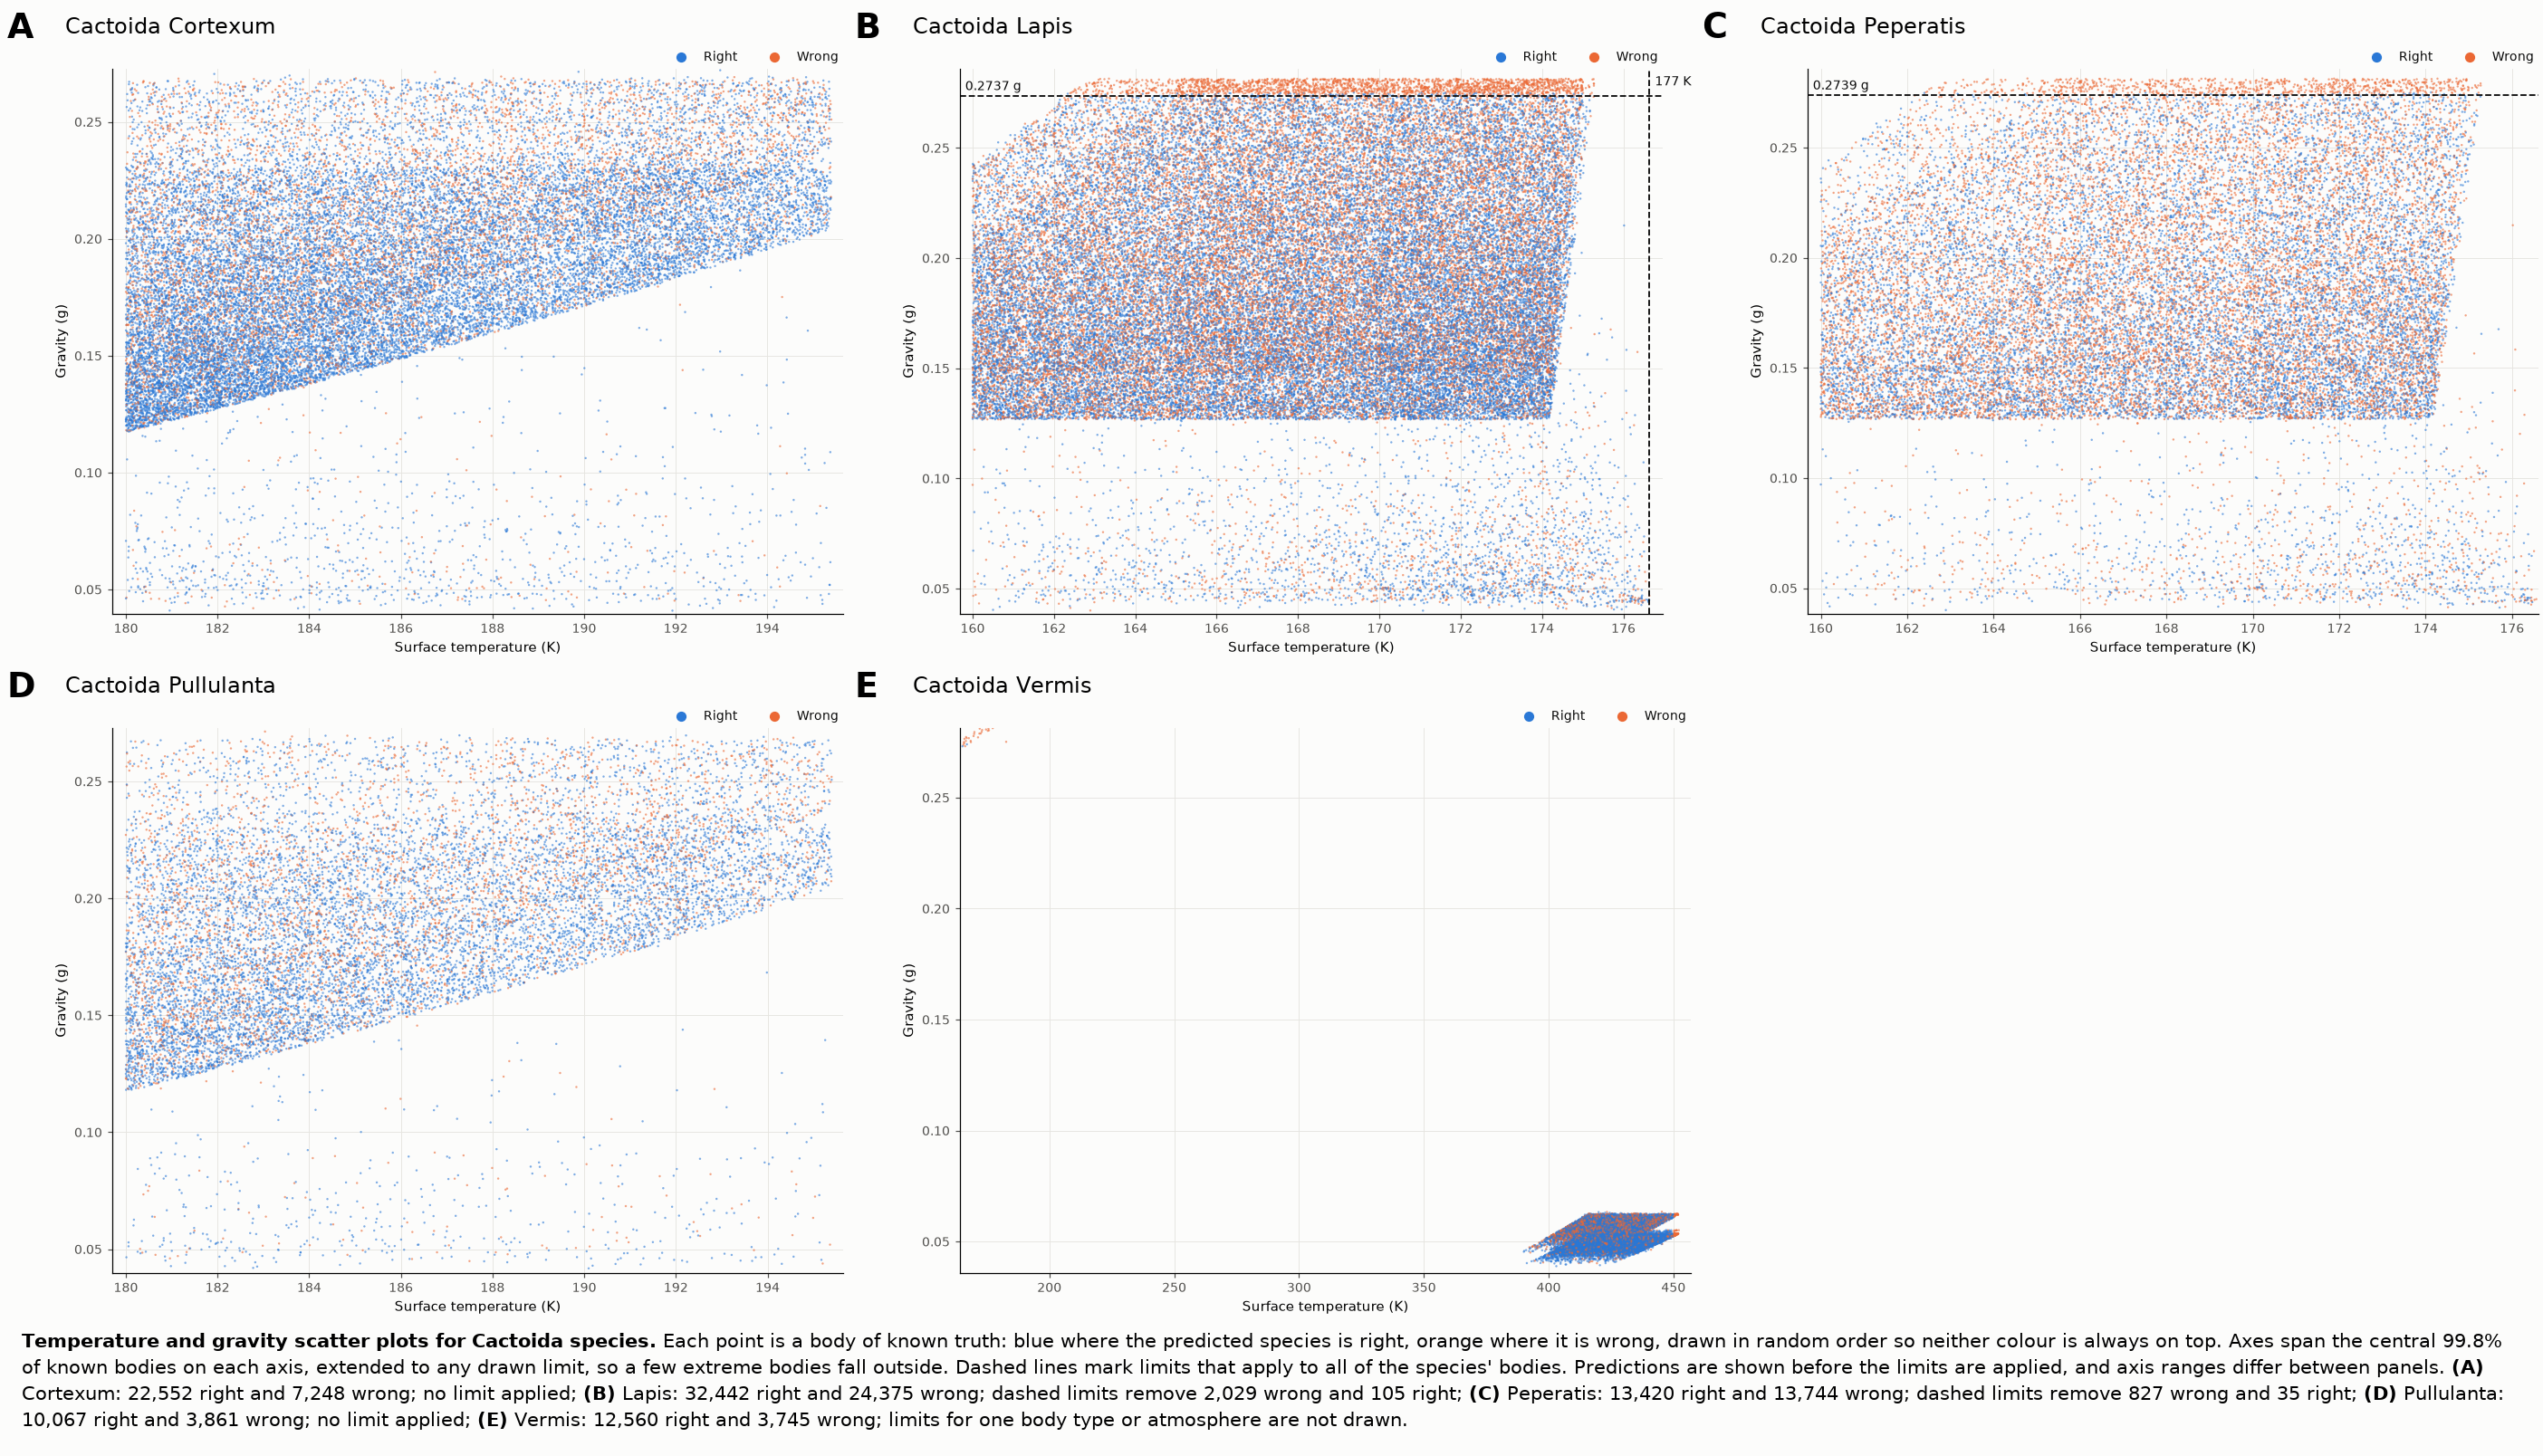 A Cactoida Cortexum
Right Wrong
0.25
0.20
0.15
0.10
0.05
Gravity (g)
180 182 184 186 188 190 192 194
Surface temperature (K)
B Cactoida Lapis
Right Wrong
0.2737 g
177 K
0.25
0.20
0.15
0.10
0.05
Gravity (g)
160 162 164 166 168 170 172 174 176
Surface temperature (K)
C Cactoida Peperatis
Right Wrong
0.2739 g
0.25
0.20
0.15
0.10
0.05
Gravity (g)
160 162 164 166 168 170 172 174 176
Surface temperature (K)
D Cactoida Pullulanta
Right Wrong
0.25
0.20
0.15
0.10
0.05
Gravity (g)
180 182 184 186 188 190 192 194
Surface temperature (K)
E Cactoida Vermis
Right Wrong
0.25
0.20
0.15
0.10
0.05
Gravity (g)
200 250 300 350 400 450
Surface temperature (K)
Temperature and gravity scatter plots for Cactoida species. Each point is a body of known truth: blue where the predicted species is right, orange where it is wrong, drawn in random order so neither colour is always on top. Axes span the central 99.8%
of known bodies on each axis, extended to any drawn limit, so a few extreme bodies fall outside. Dashed lines mark limits that apply to all of the species' bodies. Predictions are shown before the limits are applied, and axis ranges differ between panels. (A)
Cortexum: 22,552 right and 7,248 wrong; no limit applied; (B) Lapis: 32,442 right and 24,375 wrong; dashed limits remove 2,029 wrong and 105 right; (C) Peperatis: 13,420 right and 13,744 wrong; dashed limits remove 827 wrong and 35 right; (D) Pullulanta:
10,067 right and 3,861 wrong; no limit applied; (E) Vermis: 12,560 right and 3,745 wrong; limits for one body type or atmosphere are not drawn.